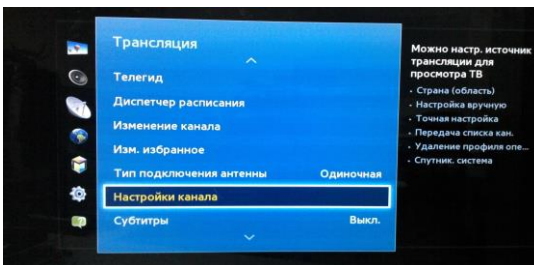 Трансляция
Телегид
Диспетчер расписания
Изменение канала
Изм. избранное
Тип подключения антенны Одиночная
Настройки канала
Субтитры Выкл.
Можно настр. источник
трансляции для
просмотра ТВ
· Страна (область)
· Настройка вручную
· Точная настройка
· Передача списка кан.
· Удаление профиля опе...
· Спутник. система